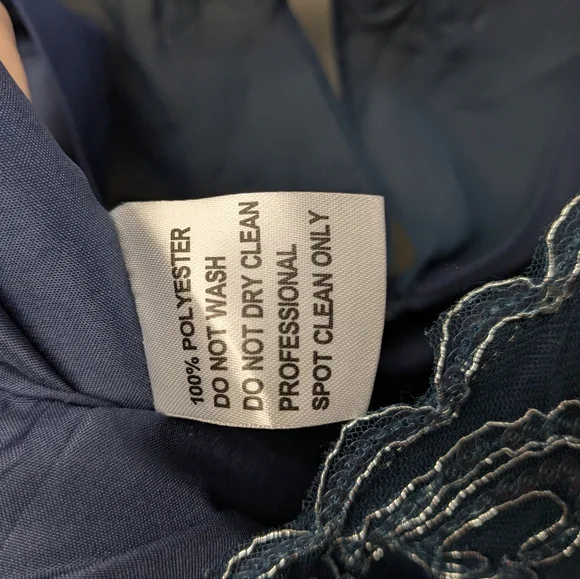 100% POLYESTER
DO NOT WASH
DO NOT DRY CLEAN
PROFESSIONAL
SPOT CLEAN ONLY